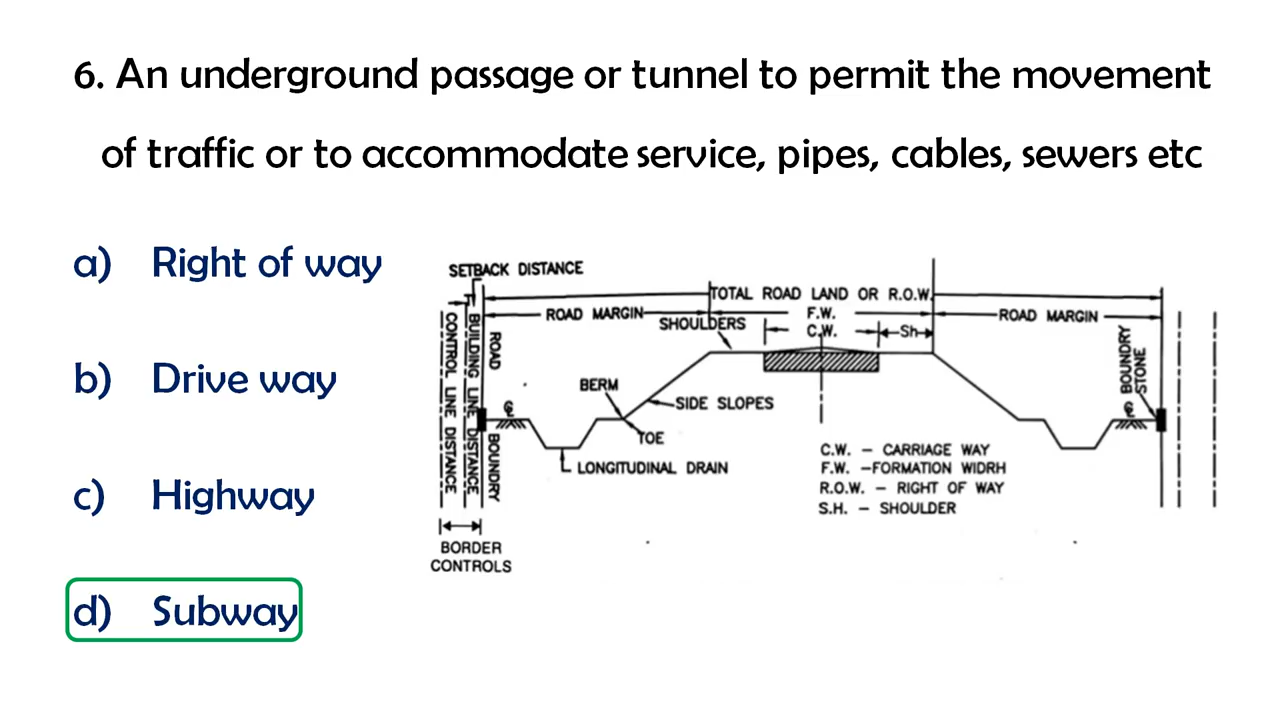 6. An underground passage or tunnel to permit the movement
of traffic or to accommodate service, pipes, cables, sewers etc
a) Right of way
b) Drive way
c) Highway
d) Subway
SETBACK DISTANCE
TOTAL ROAD LAND OR R.O.W.
ROAD MARGIN
F.W.
ROAD MARGIN
SHOULDERS
C.W.
Sh
CONTROL LINE DISTANCE
BUILDING LINE DISTANCE
ROAD BOUNDRY
BOUNDRY
STONE
BERM
SIDE SLOPES
TOE
LONGITUDINAL DRAIN
C.W. – CARRIAGE WAY
F.W. –FORMATION WIDRH
R.O.W. – RIGHT OF WAY
S.H. – SHOULDER
BORDER
CONTROLS